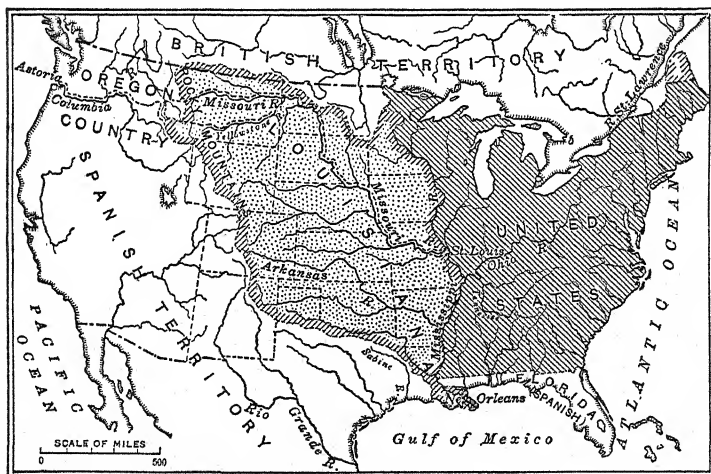 BRITISH TERRITORY
R. St. Lawrence
Astoria
OREGON
Columbia
COUNTRY
ROCKY
MOUNTAINS
Missouri R.
LOUISIANA
Missouri
St. Louis
Ohio R.
UNITED
STATES
SPANISH TERRITORY
Arkansas
R.
Mississippi
Sabine R.
Orleans
FLORIDA
(SPANISH)
Rio Grande R.
Gulf of Mexico
PACIFIC
OCEAN
ATLANTIC OCEAN
SCALE OF MILES
0 500